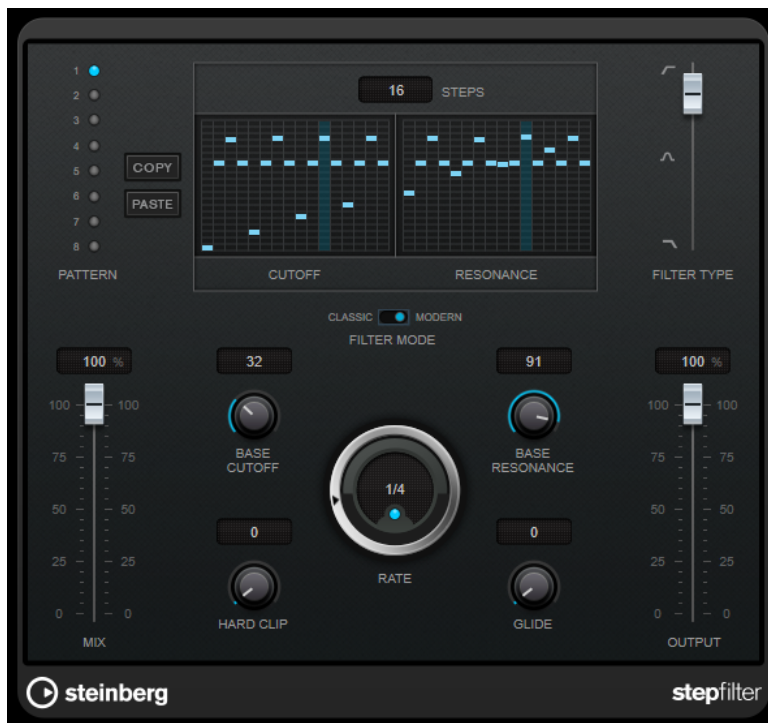 1
2
3
4
5
6
7
8
PATTERN
COPY
PASTE
16 STEPS
CUTOFF
RESONANCE
FILTER TYPE
CLASSIC MODERN
FILTER MODE
100 %
100 100
75 75
50 50
25 25
0 0
MIX
32
BASE
CUTOFF
0
HARD CLIP
1/4
RATE
91
BASE
RESONANCE
0
GLIDE
100 %
100 100
75 75
50 50
25 25
0 0
OUTPUT
steinberg
stepfilter